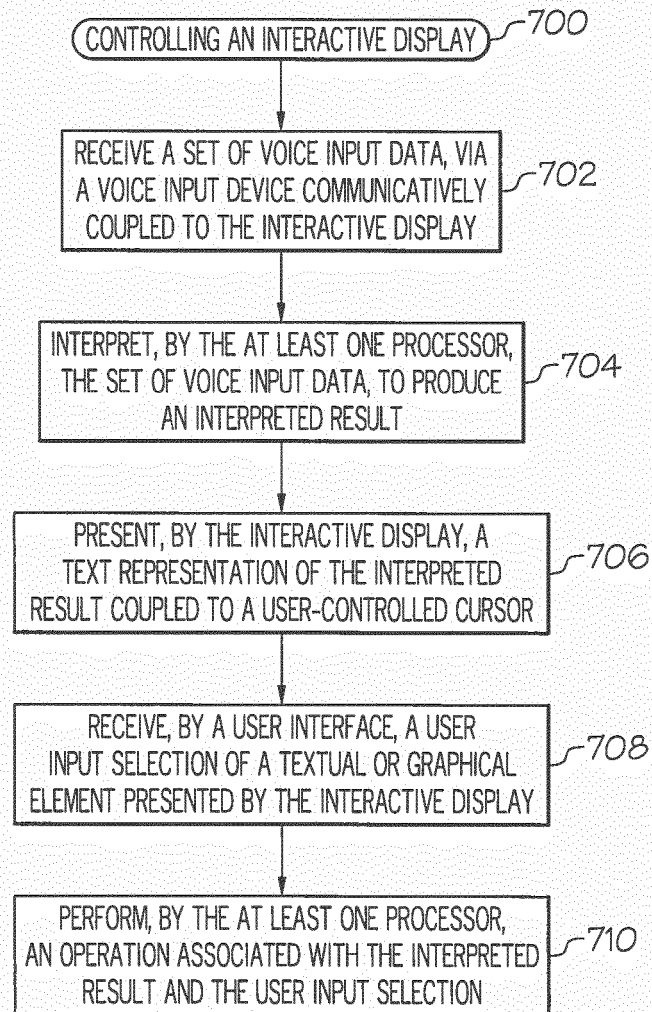 CONTROLLING AN INTERACTIVE DISPLAY
700
RECEIVE A SET OF VOICE INPUT DATA, VIA
A VOICE INPUT DEVICE COMMUNICATIVELY
COUPLED TO THE INTERACTIVE DISPLAY
702
INTERPRET, BY THE AT LEAST ONE PROCESSOR,
THE SET OF VOICE INPUT DATA, TO PRODUCE
AN INTERPRETED RESULT
704
PRESENT, BY THE INTERACTIVE DISPLAY, A
TEXT REPRESENTATION OF THE INTERPRETED
RESULT COUPLED TO A USER-CONTROLLED CURSOR
706
RECEIVE, BY A USER INTERFACE, A USER
INPUT SELECTION OF A TEXTUAL OR GRAPHICAL
ELEMENT PRESENTED BY THE INTERACTIVE DISPLAY
708
PERFORM, BY THE AT LEAST ONE PROCESSOR,
AN OPERATION ASSOCIATED WITH THE INTERPRETED
RESULT AND THE USER INPUT SELECTION
710